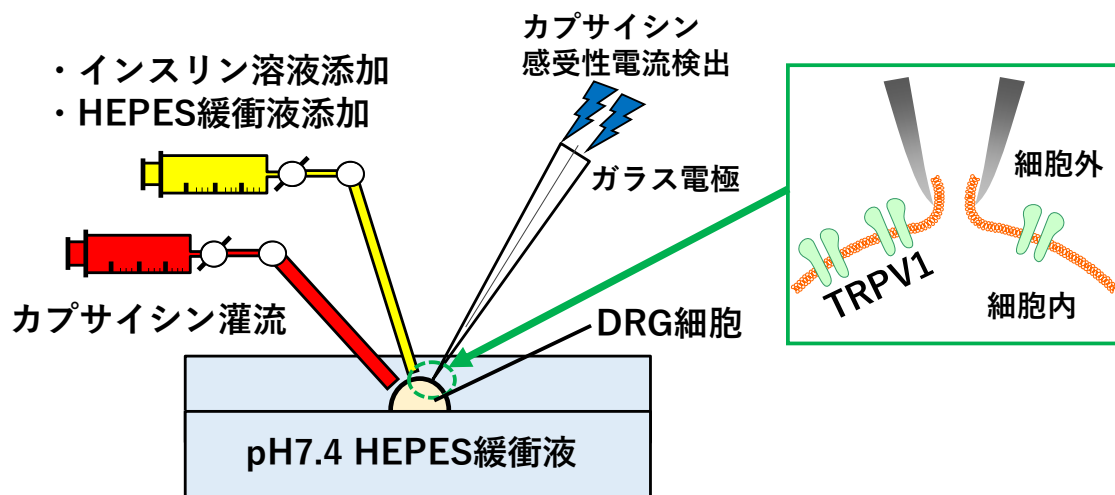 ・インスリン溶液添加
・HEPES緩衝液添加
カプサイシン
感受性電流検出
ガラス電極
カプサイシン灌流
DRG細胞
pH7.4 HEPES緩衝液
細胞外
TRPV1
細胞内